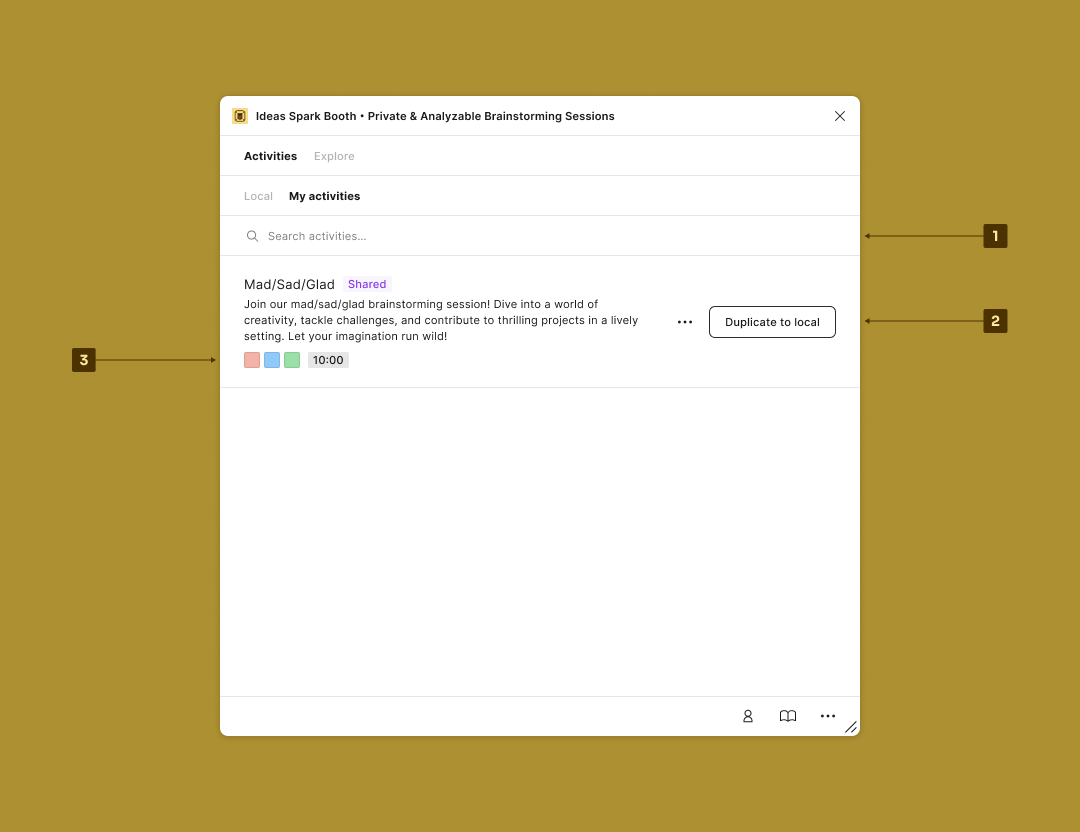 Ideas Spark Booth • Private & Analyzable Brainstorming Sessions
Activities Explore
Local My activities
Search activities...
1
Mad/Sad/Glad Shared
Join our mad/sad/glad brainstorming session! Dive into a world of
creativity, tackle challenges, and contribute to thrilling projects in a lively
setting. Let your imagination run wild!
Duplicate to local
2
3
10:00